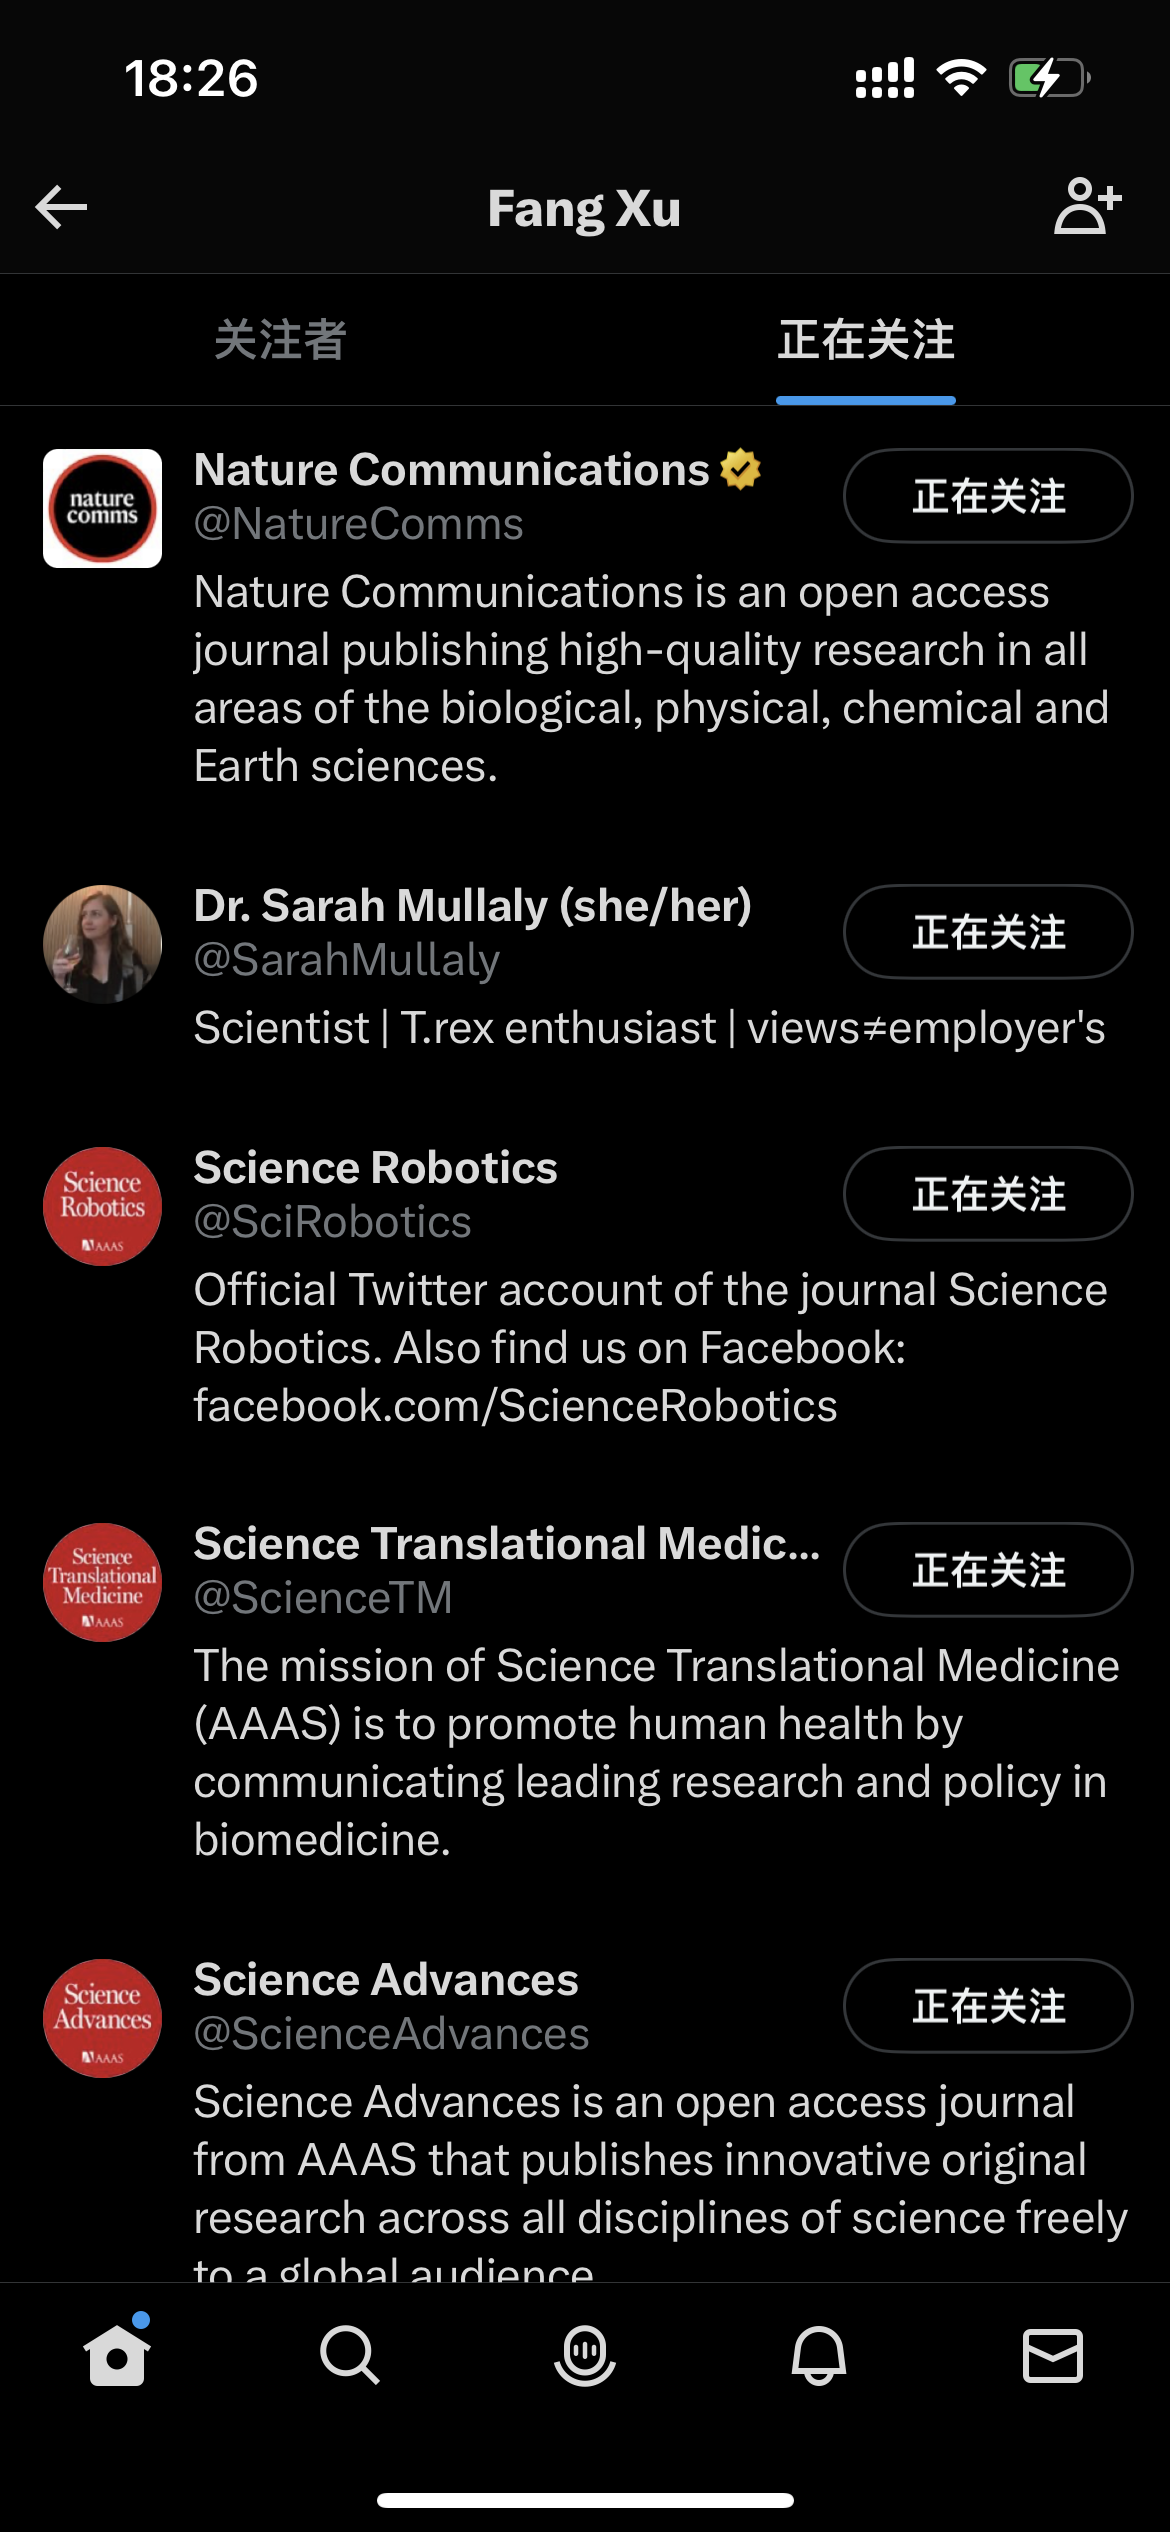 18:26
Fang Xu
关注者
正在关注
nature
comms
Nature Communications
正在关注
@NatureComms
Nature Communications is an open access
journal publishing high-quality research in all
areas of the biological, physical, chemical and
Earth sciences.
Dr. Sarah Mullaly (she/her)
正在关注
@SarahMullaly
Scientist | T.rex enthusiast | views≠employer's
Science
Robotics
AAAS
Science Robotics
正在关注
@SciRobotics
Official Twitter account of the journal Science
Robotics. Also find us on Facebook:
facebook.com/ScienceRobotics
Science
Translational
Medicine
AAAS
Science Translational Medic...
正在关注
@ScienceTM
The mission of Science Translational Medicine
(AAAS) is to promote human health by
communicating leading research and policy in
biomedicine.
Science
Advances
AAAS
Science Advances
正在关注
@ScienceAdvances
Science Advances is an open access journal
from AAAS that publishes innovative original
research across all disciplines of science freely
to a global audience